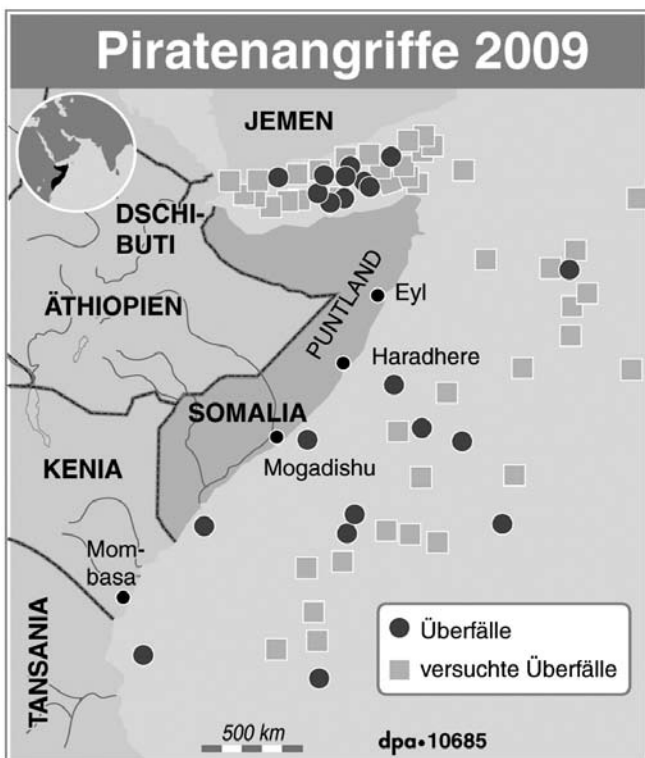 Piratenangriffe 2009
JEMEN
DSCHI-
BUTI
ÄTHIOPIEN
PUNTLAND
Eyl
Haradhere
SOMALIA
Mogadishu
KENIA
Mom-
basa
TANSANIA
Überfälle
versuchte Überfälle
500 km
dpa•10685